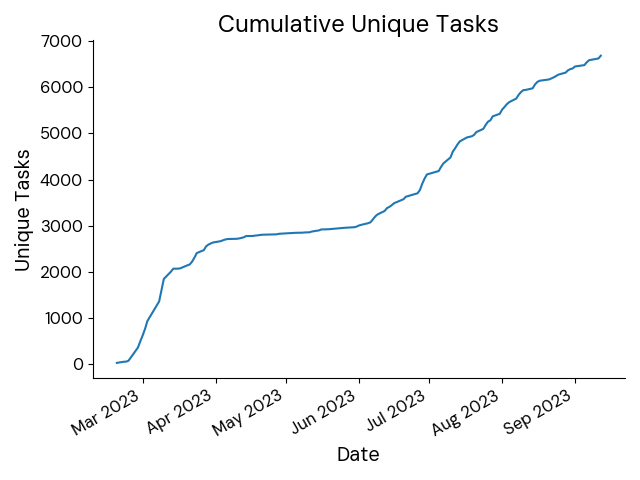 Cumulative Unique Tasks
7000
6000
5000
4000
3000
2000
1000
0
Unique Tasks
Mar 2023
Apr 2023
May 2023
Jun 2023
Jul 2023
Aug 2023
Sep 2023
Date